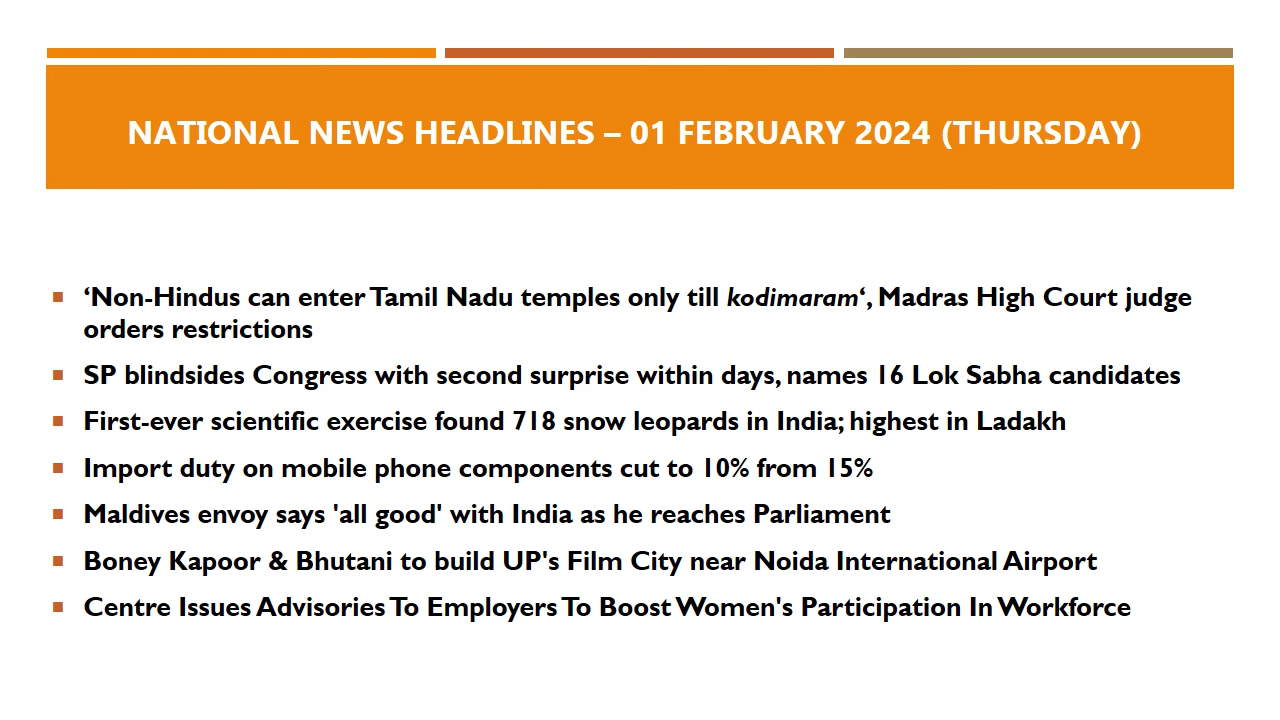 NATIONAL NEWS HEADLINES – 01 FEBRUARY 2024 (THURSDAY)
‘Non-Hindus can enter Tamil Nadu temples only till kodimaram‘, Madras High Court judge
orders restrictions
SP blindsides Congress with second surprise within days, names 16 Lok Sabha candidates
First-ever scientific exercise found 718 snow leopards in India; highest in Ladakh
Import duty on mobile phone components cut to 10% from 15%
Maldives envoy says 'all good' with India as he reaches Parliament
Boney Kapoor & Bhutani to build UP's Film City near Noida International Airport
Centre Issues Advisories To Employers To Boost Women's Participation In Workforce